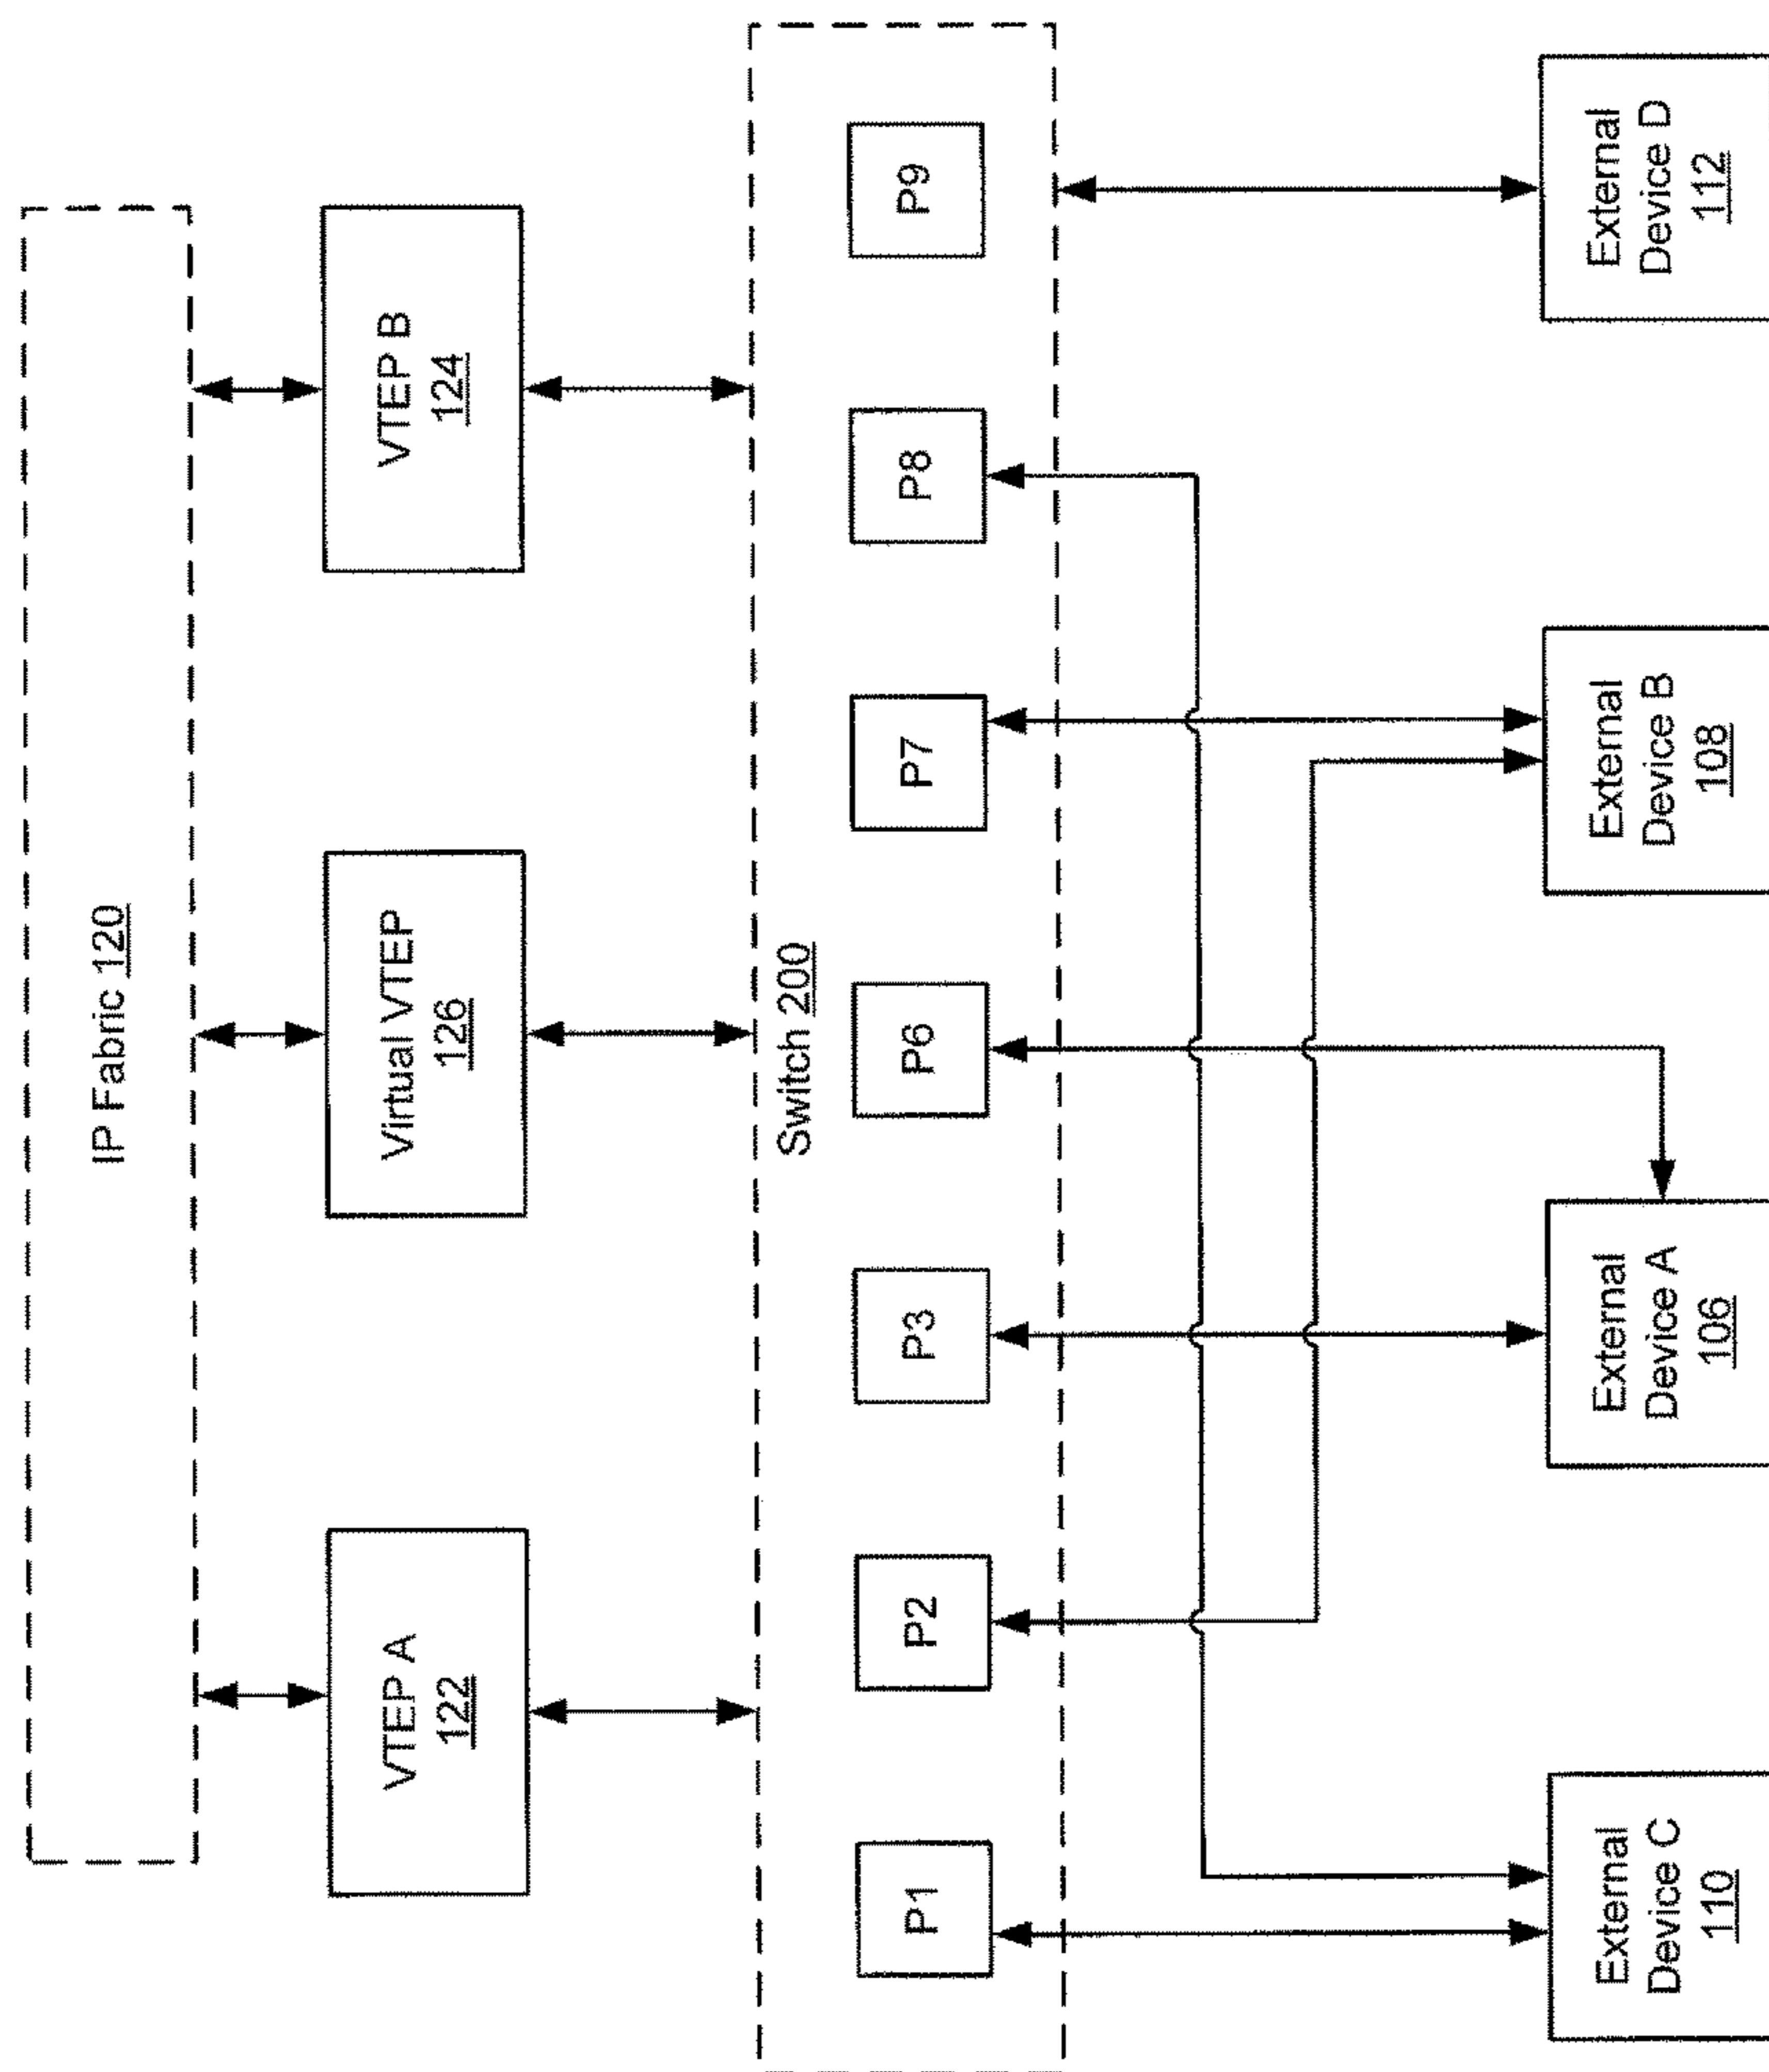 IP Fabric 120
VTEP A
122
Virtual VTEP
126
VTEP B
124
Switch 200
P1
P2
P3
P6
P7
P8
P9
External
Device C
110
External
Device A
106
External
Device B
108
External
Device D
112